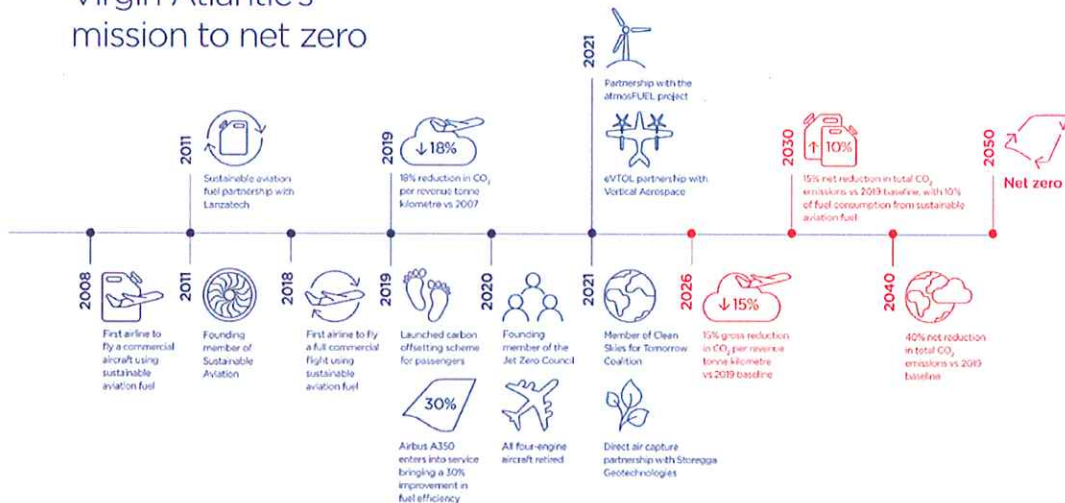 Virgin Atlantic's
mission to net zero
2011
Sustainable aviation
fuel partnership with
Lanzatech
2019
↓18%
18% reduction in CO₂
per revenue tonne
kilometre vs 2007
2021
Partnership with the
atmosFUEL project
eVTOL partnership with
Vertical Aerospace
2030
↑10%
15% net reduction in total CO₂
emissions vs 2019 baseline, with 10%
of fuel consumption from sustainable
aviation fuel
2050
Net zero
2008
First airline to
fly a commercial
aircraft using
sustainable
aviation fuel
2011
Founding
member of
Sustainable
Aviation
2018
First airline to fly
a full commercial
flight using
sustainable
aviation fuel
2019
Launched carbon
offsetting scheme
for passengers
30%
Airbus A350
enters into service
bringing a 30%
improvement in
fuel efficiency
2020
Founding
member of the
Jet Zero Council
All four-engine
aircraft retired
2021
Member of Clean
Skies for Tomorrow
Coalition
Direct air capture
partnership with Storegga
Geotechnologies
2026
↓15%
15% gross reduction
in CO₂ per revenue
tonne kilometre
vs 2019 baseline
2040
40% net reduction
in total CO₂
emissions vs 2019
baseline